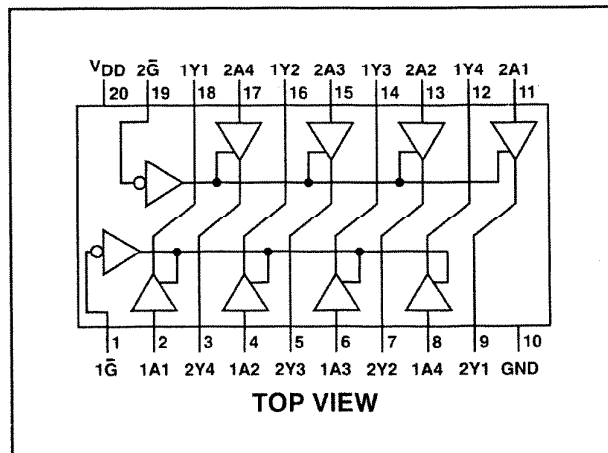 VDD 2G̅ 1Y1 2A4 1Y2 2A3 1Y3 2A2 1Y4 2A1
20 19 18 17 16 15 14 13 12 11
1 2 3 4 5 6 7 8 9 10
1G̅ 1A1 2Y4 1A2 2Y3 1A3 2Y2 1A4 2Y1 GND
TOP VIEW